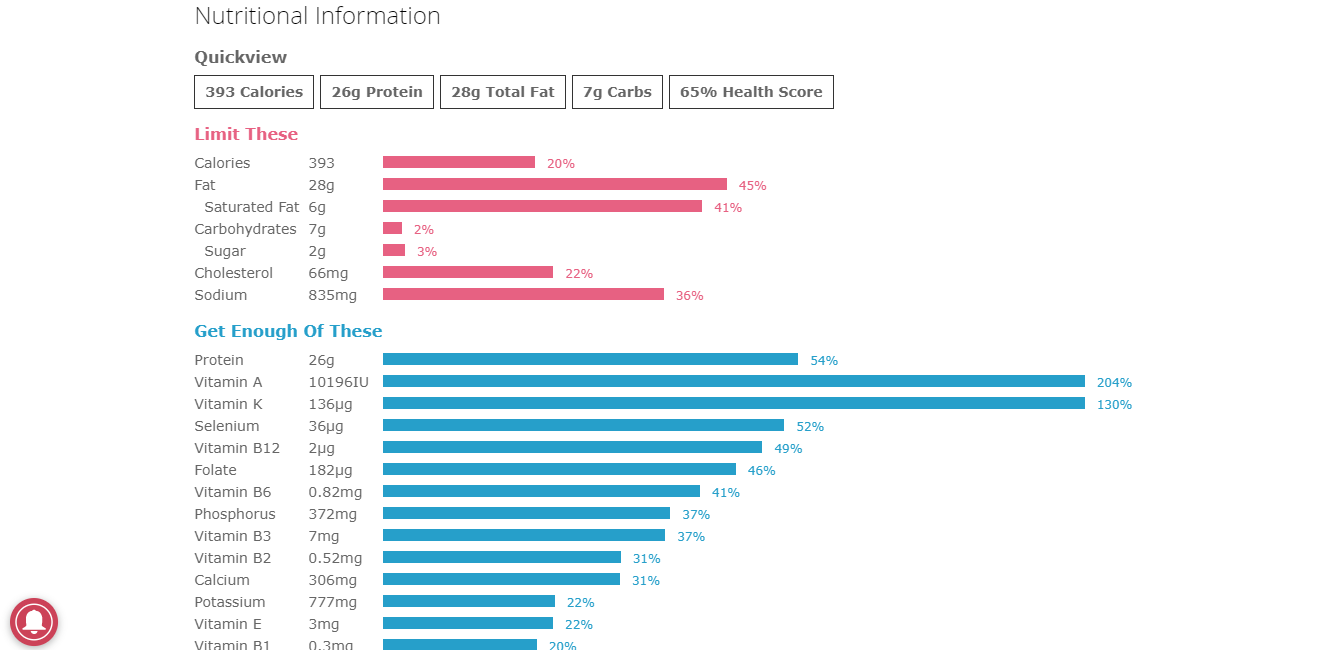 Nutritional Information
Quickview
393 Calories 26g Protein 28g Total Fat 7g Carbs 65% Health Score
Limit These
Calories 393 20%
Fat 28g 45%
Saturated Fat 6g 41%
Carbohydrates 7g 2%
Sugar 2g 3%
Cholesterol 66mg 22%
Sodium 835mg 36%
Get Enough Of These
Protein 26g 54%
Vitamin A 10196IU 204%
Vitamin K 136µg 130%
Selenium 36µg 52%
Vitamin B12 2µg 49%
Folate 182µg 46%
Vitamin B6 0.82mg 41%
Phosphorus 372mg 37%
Vitamin B3 7mg 37%
Vitamin B2 0.52mg 31%
Calcium 306mg 31%
Potassium 777mg 22%
Vitamin E 3mg 22%
Vitamin B1 0.3mg 20%